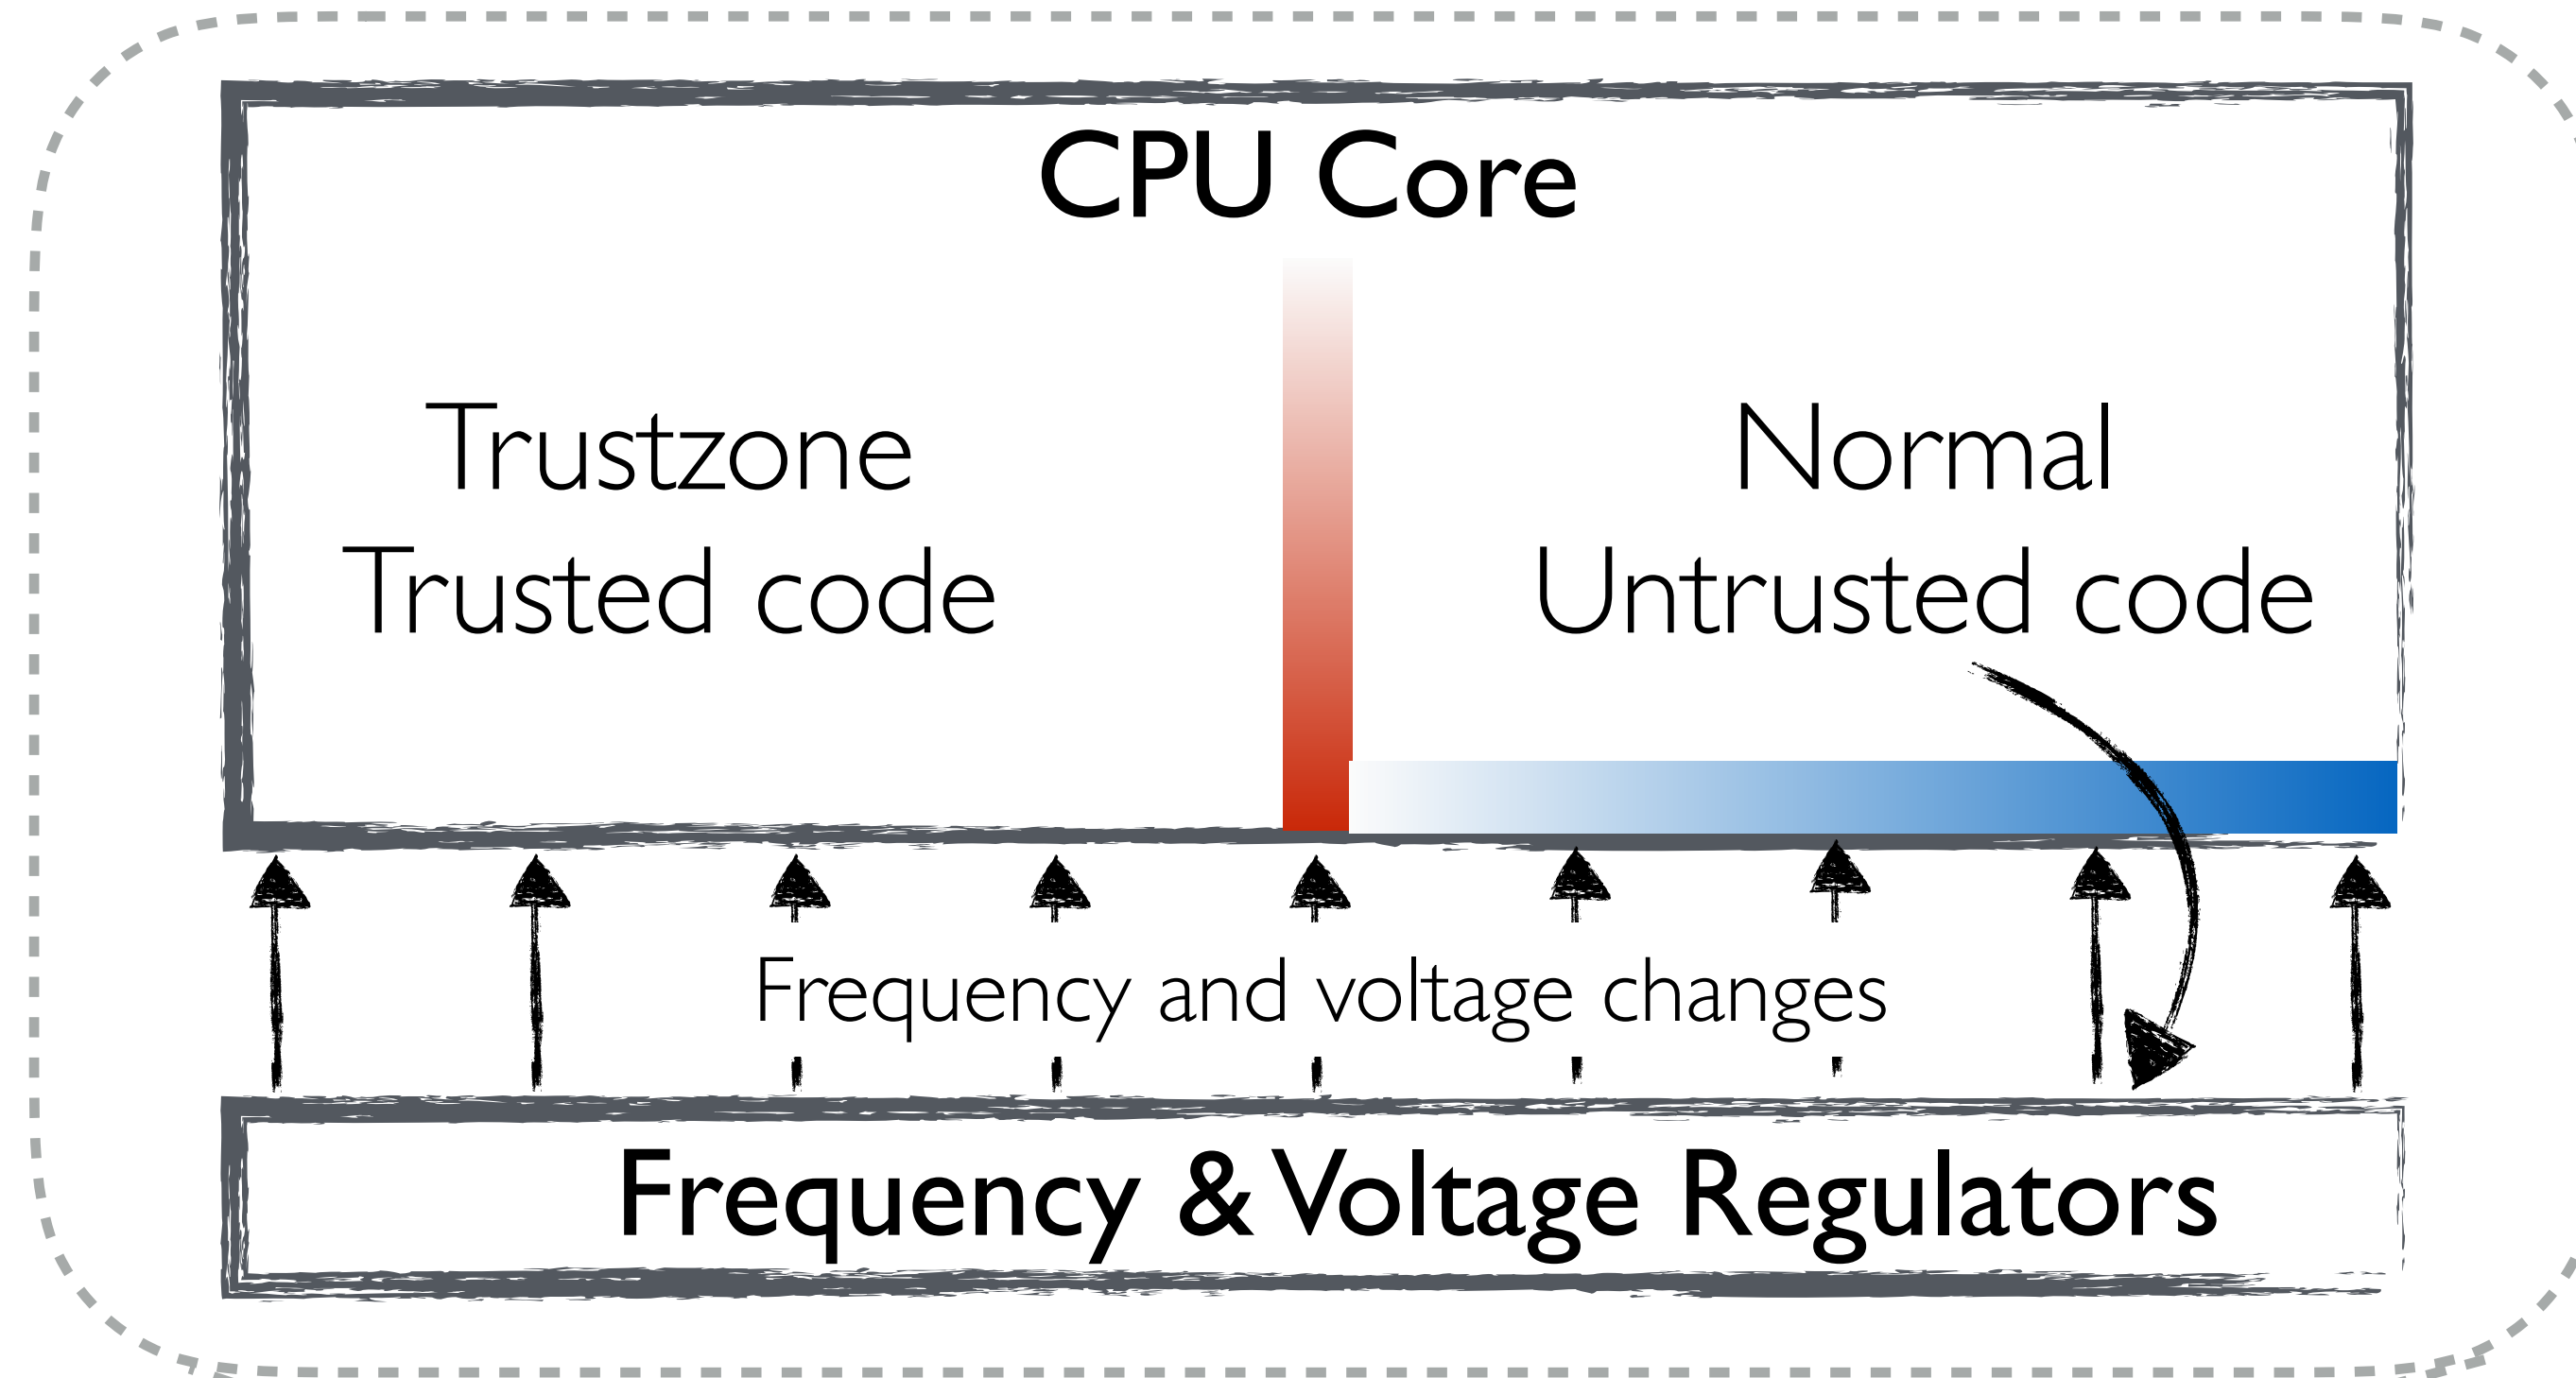 CPU Core
Trustzone
Trusted code
Normal
Untrusted code
Frequency and voltage changes
Frequency & Voltage Regulators